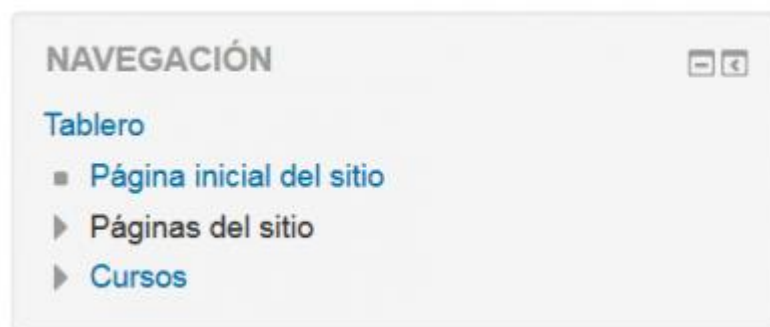 NAVEGACIÓN
Tablero
Página inicial del sitio
Páginas del sitio
Cursos